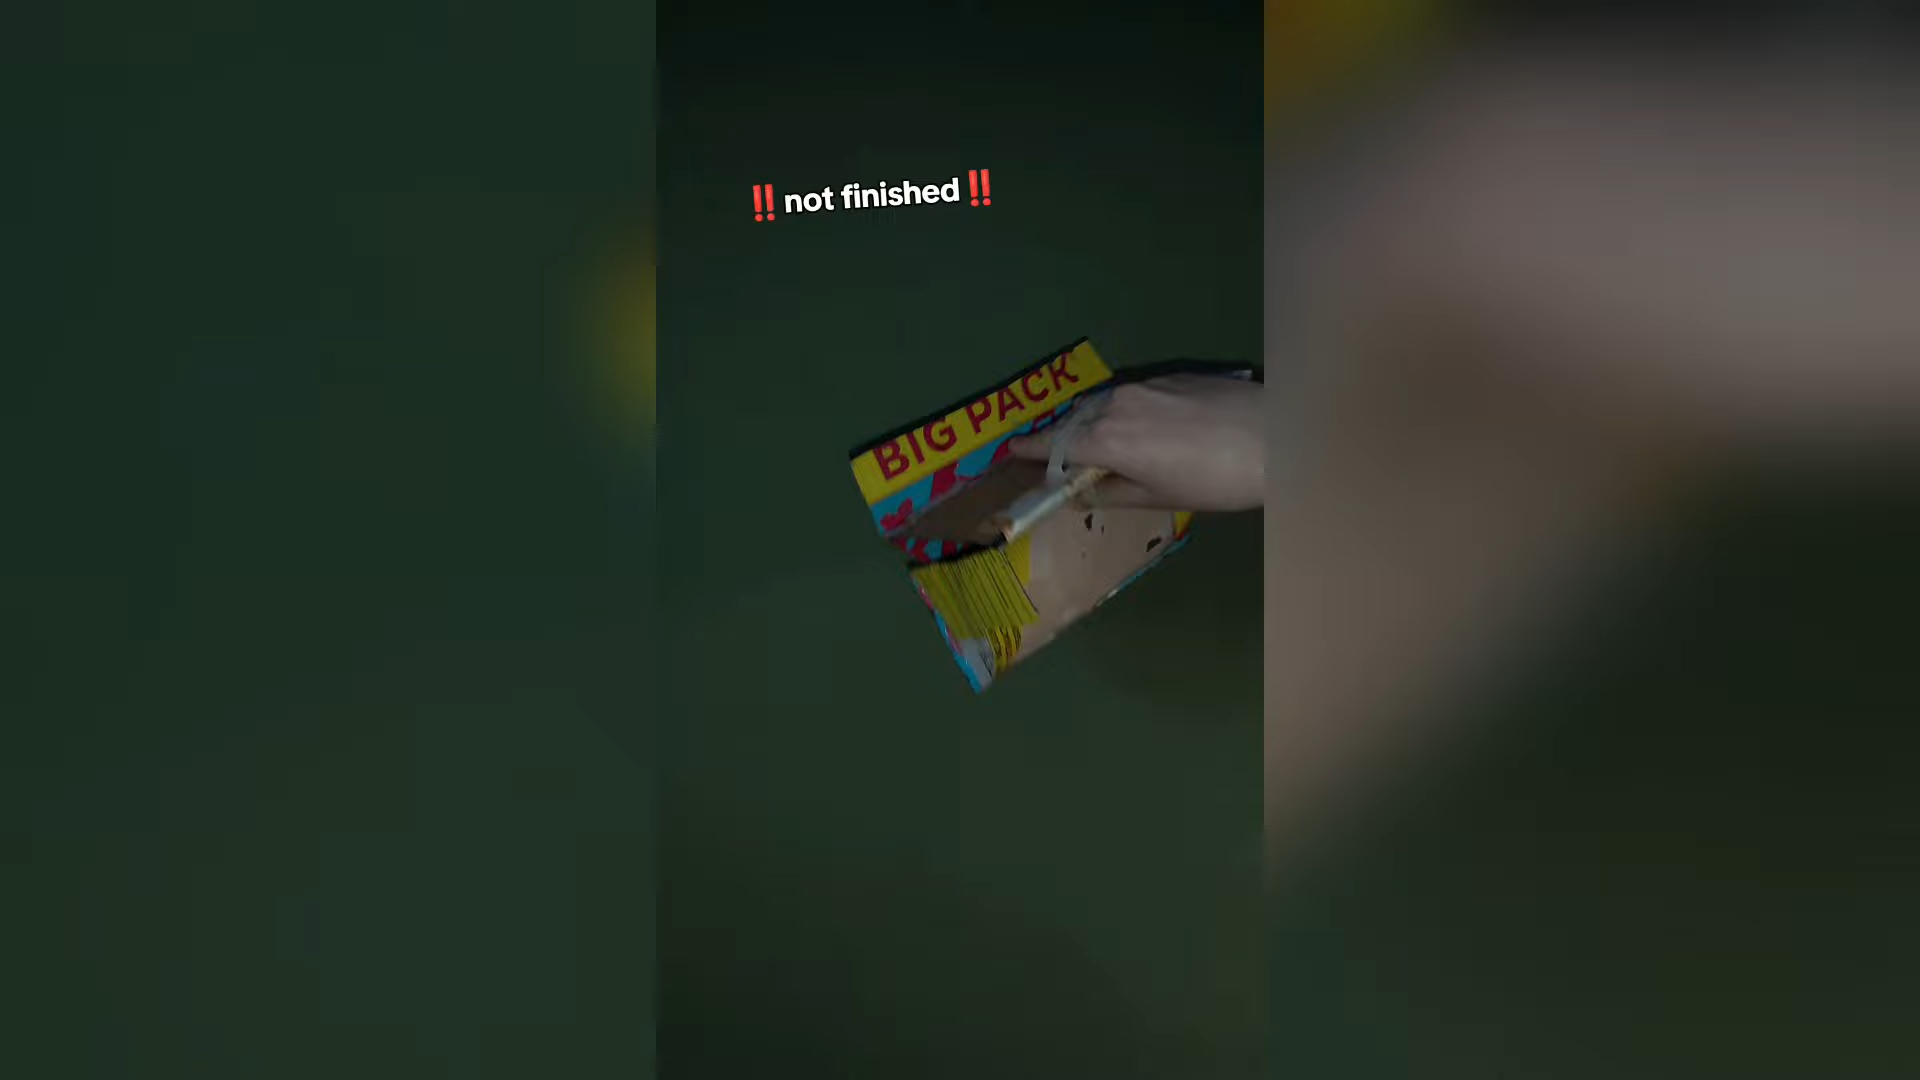 ‼️ not finished ‼️
BIG PACK